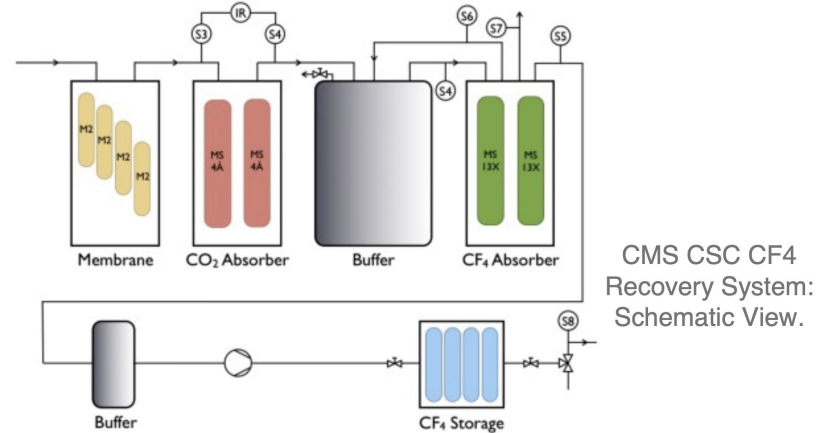 IR
S3
S4
S6
S7
S5
S4
M2
M2
M2
M2
MS
4Å
MS
4Å
MS
13X
MS
13X
Membrane
CO₂ Absorber
Buffer
CF₄ Absorber
CMS CSC CF4
Recovery System:
Schematic View.
S8
Buffer
CF₄ Storage